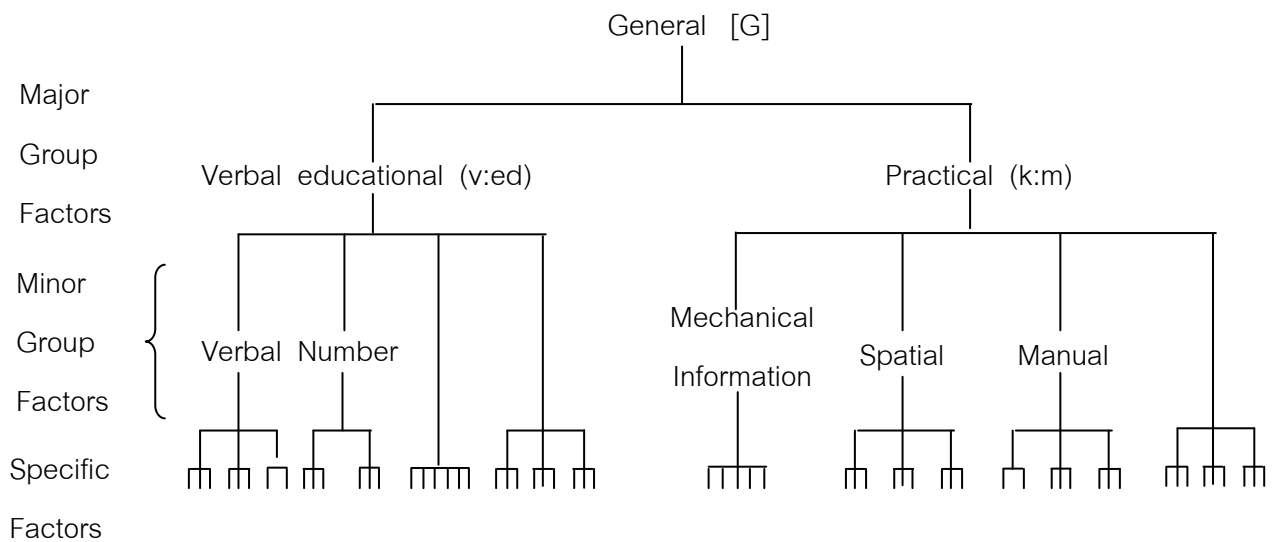 General [G]
Major
Group
Factors
Verbal educational (v:ed)
Practical (k:m)
Minor
Group
Factors
Verbal
Number
Mechanical
Information
Spatial
Manual
Specific
Factors